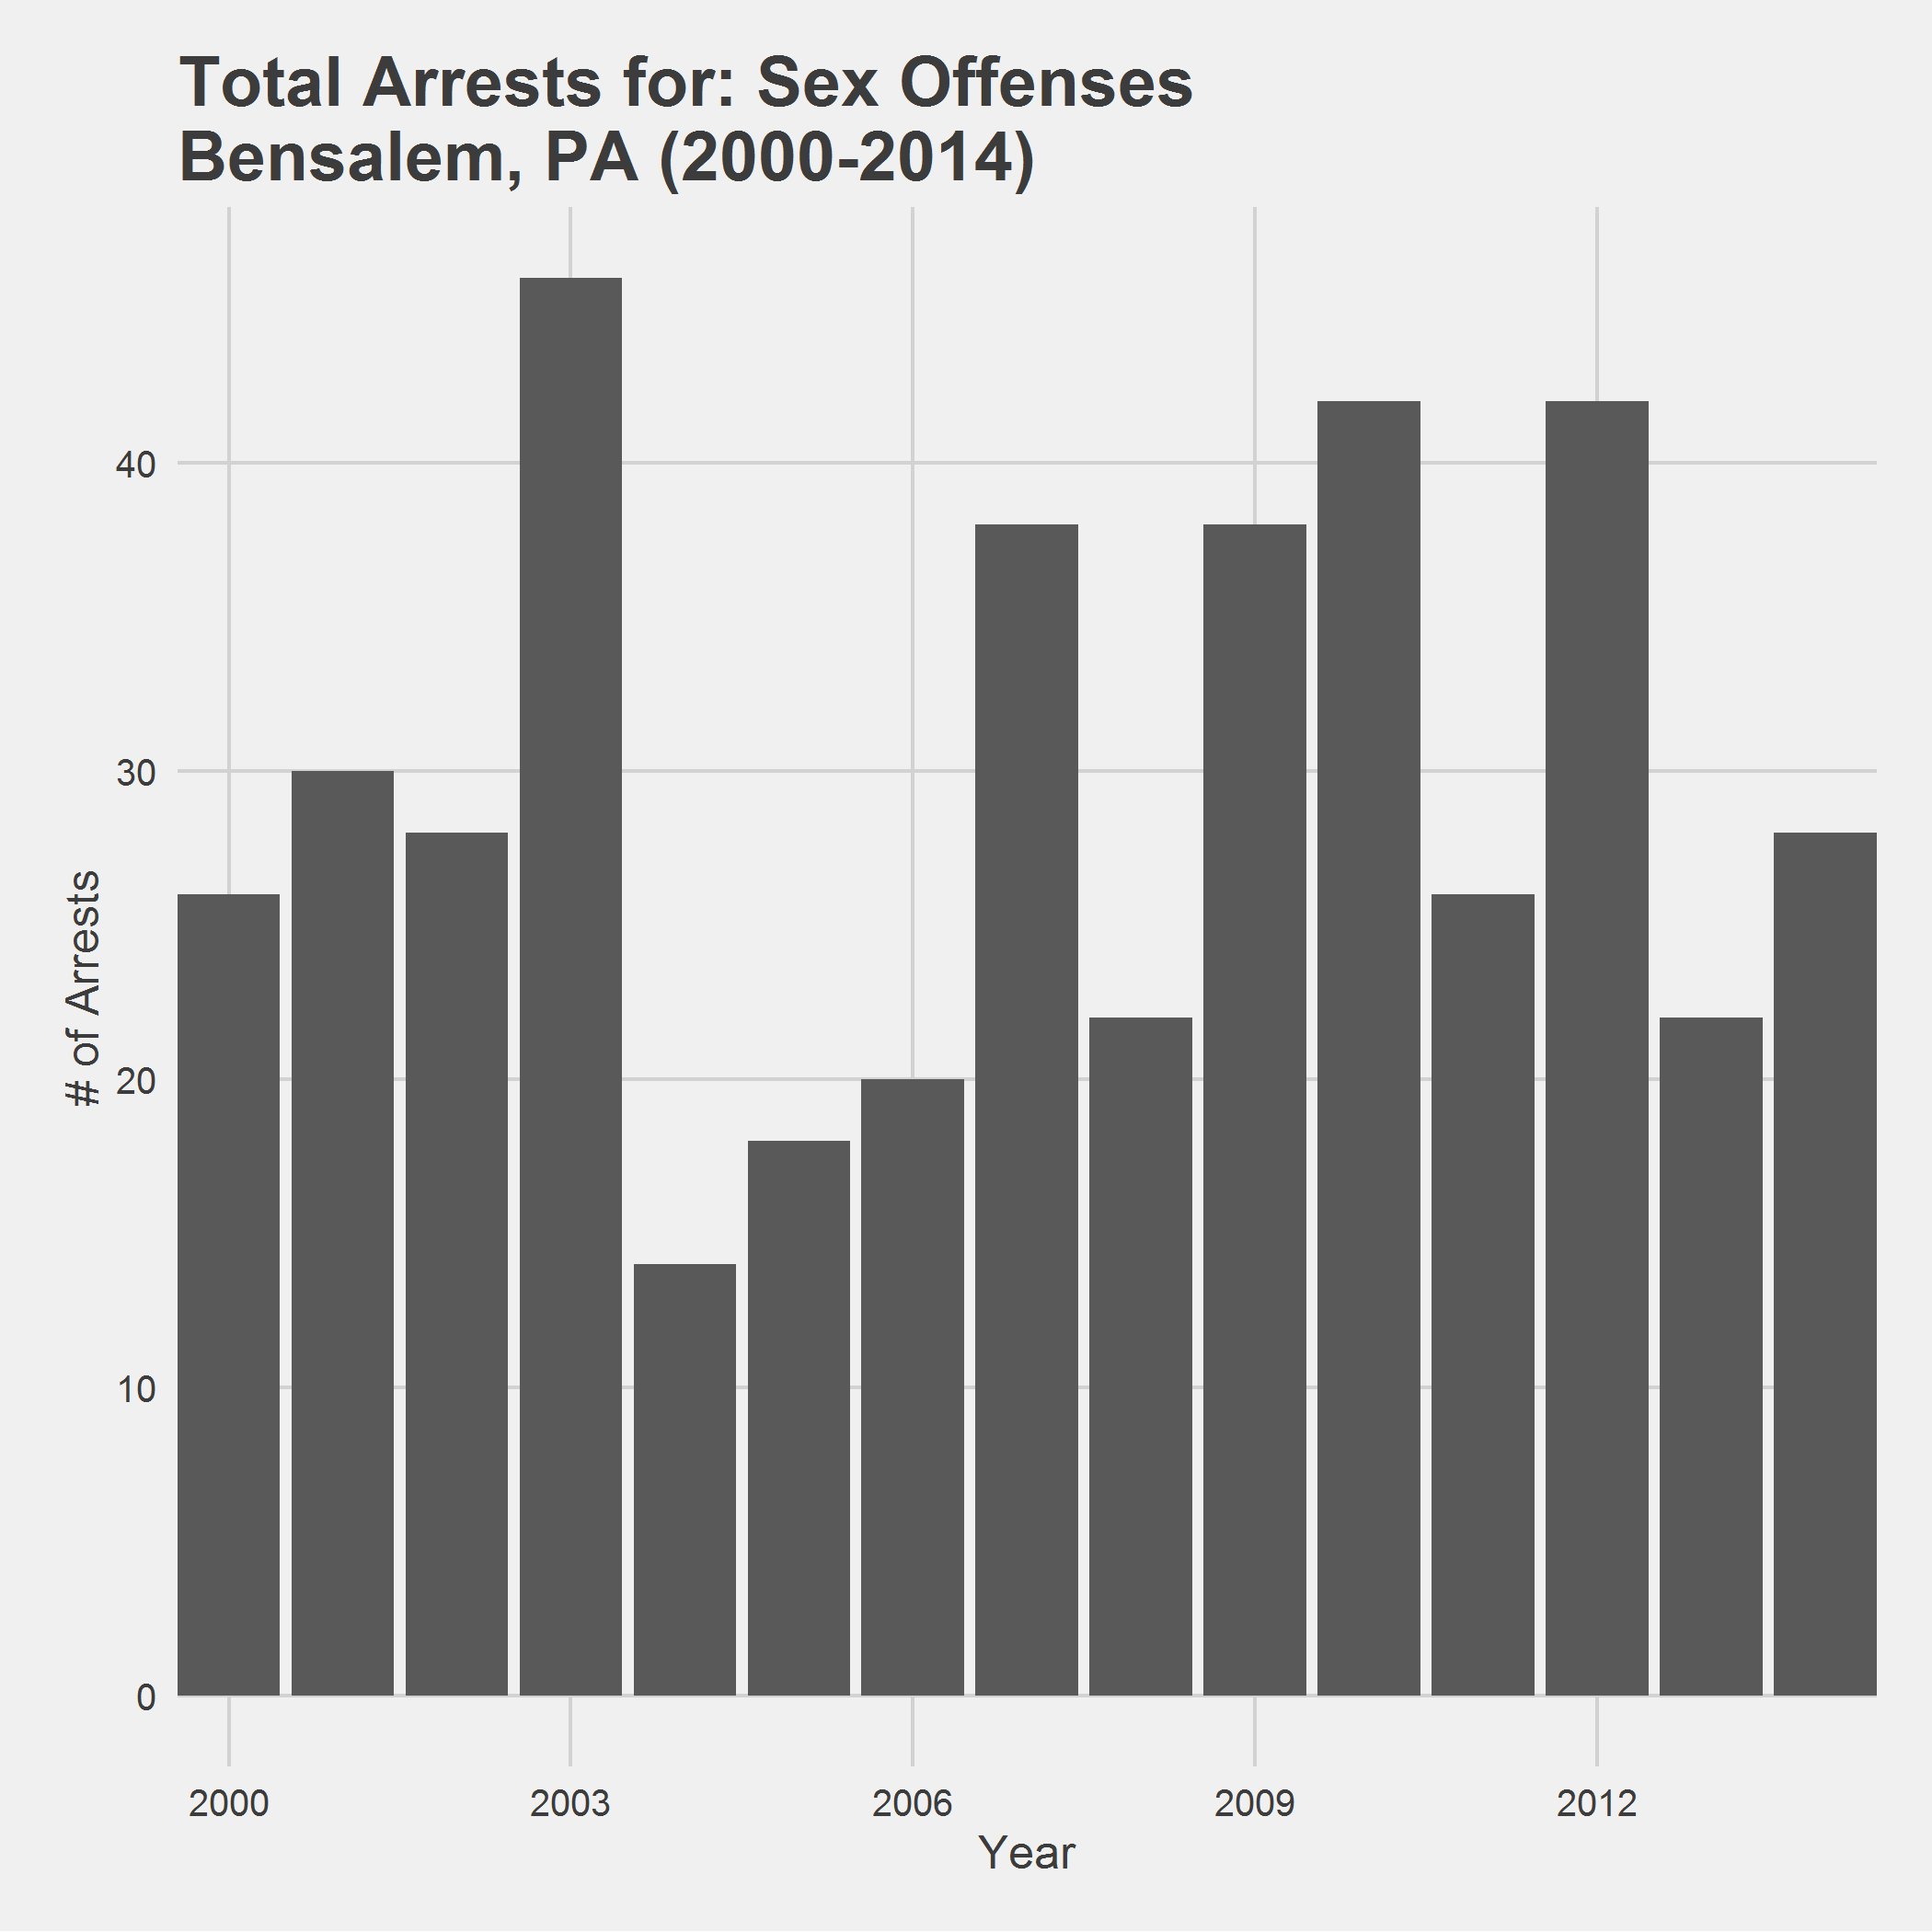 Total Arrests for: Sex Offenses
Bensalem, PA (2000-2014)
# of Arrests
40
30
20
10
0
2000 2003 2006 2009 2012
Year